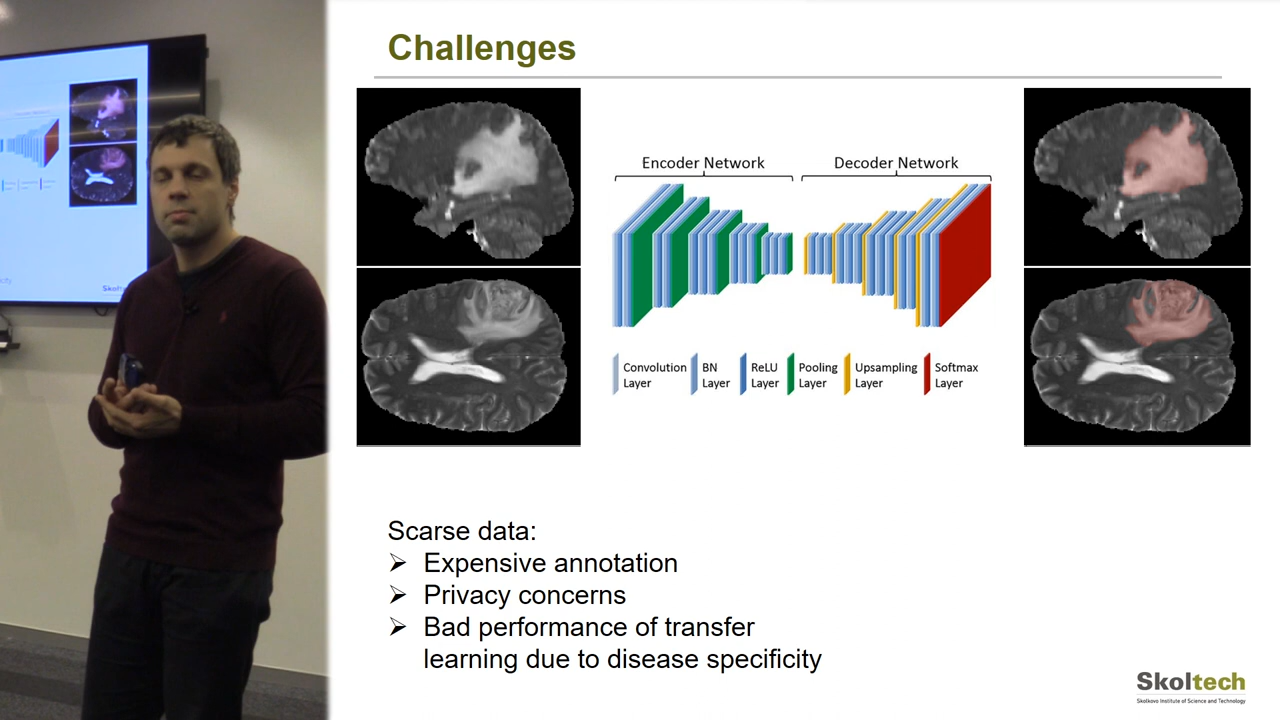 Challenges
Encoder Network
Decoder Network
Convolution
Layer
BN
Layer
ReLU
Layer
Pooling
Layer
Upsampling
Layer
Softmax
Layer
Scarse data:
Expensive annotation
Privacy concerns
Bad performance of transfer
learning due to disease specificity
Skoltech
Skolkovo Institute of Science and Technology